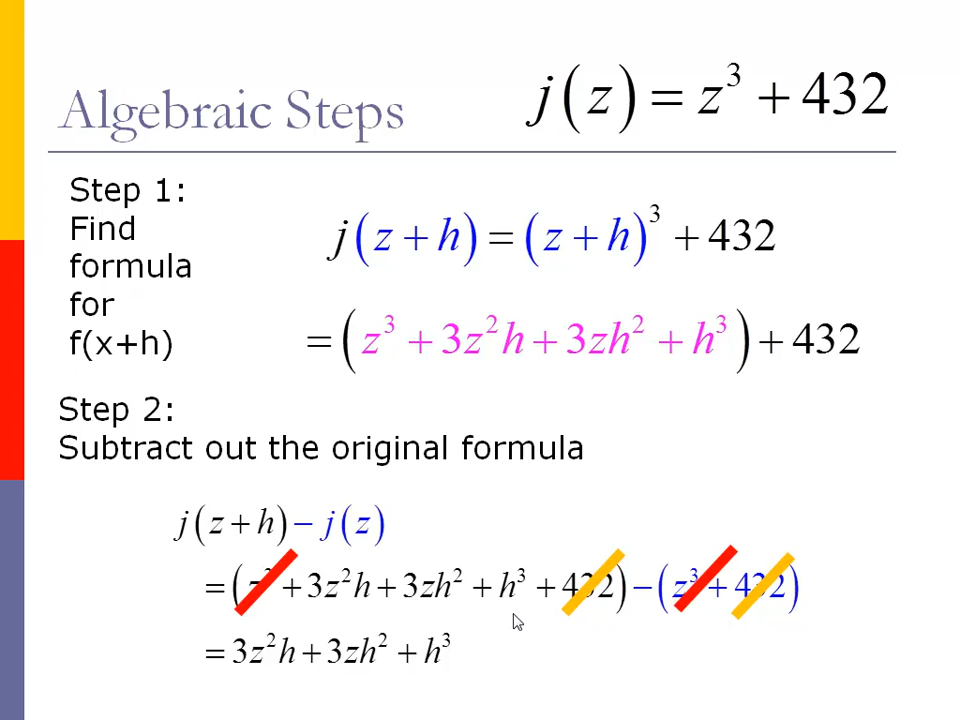 Algebraic Steps
j(z) = z³ + 432
Step 1:
Find
formula
for
f(x+h)
j(z + h) = (z + h)³ + 432
= (z³ + 3z²h + 3zh² + h³) + 432
Step 2:
Subtract out the original formula
j(z + h) − j(z)
= (z³ + 3z²h + 3zh² + h³ + 432) − (z³ + 432)
= 3z²h + 3zh² + h³